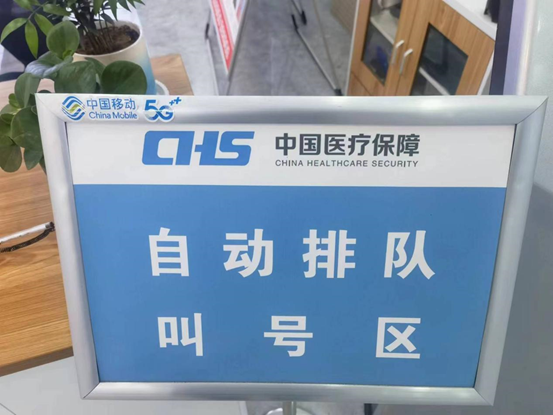 中国移动 5G++
China Mobile
CHS 中国医疗保障
CHINA HEALTHCARE SECURITY
自动排队
叫号区